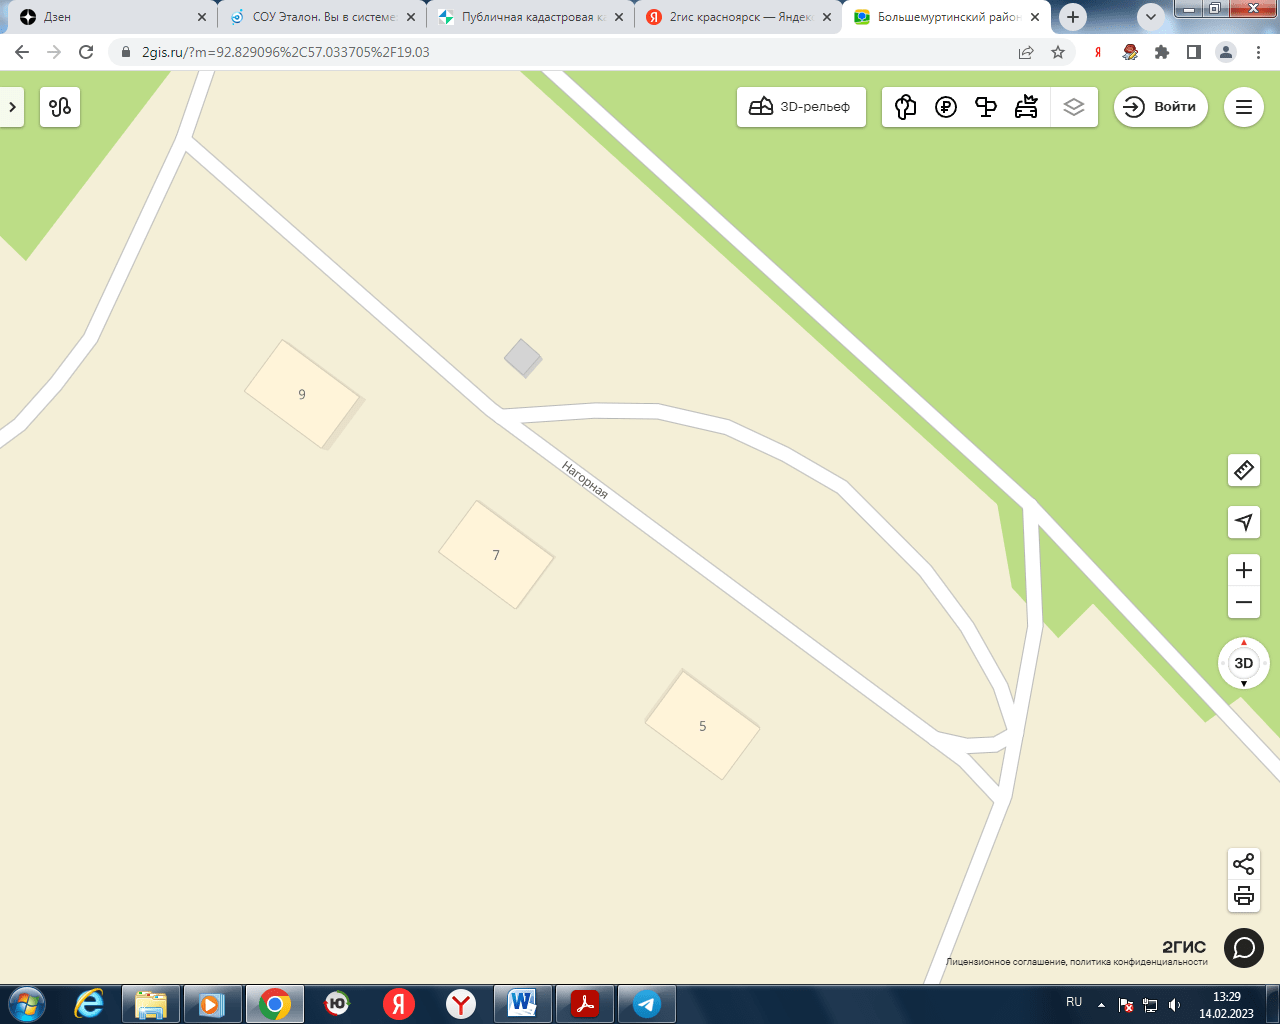 Дзен
СОУ Эталон. Вы в системе
Публичная кадастровая к
2гис красноярск — Яндек
Большемуртинский район
2gis.ru/?m=92.829096%2C57.033705%2F19.03
3D-рельеф
Войти
9
Нагорная
7
5
3D
2ГИС
Лицензионное соглашение, политика конфиденциальности
RU
13:29
14.02.2023